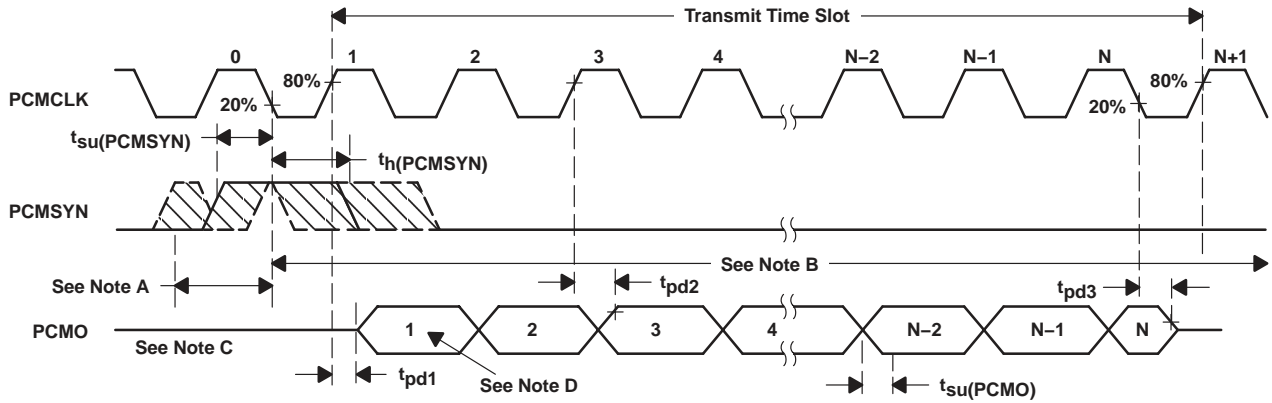 Transmit Time Slot
0 1 2 3 4 N–2 N–1 N N+1
PCMCLK 20% 80% 20% 80%
tsu(PCMSYN)
th(PCMSYN)
PCMSYN
See Note A See Note B
tpd2 tpd3
PCMO 1 2 3 4 N–2 N–1 N
See Note C
tpd1 See Note D tsu(PCMO)